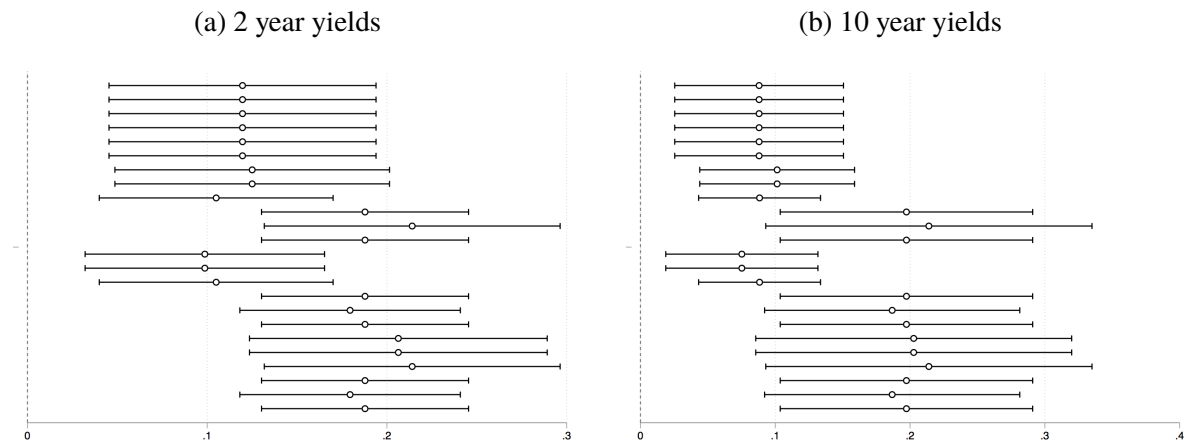 (a) 2 year yields
(b) 10 year yields
0 .1 .2 .3
0 .1 .2 .3 .4